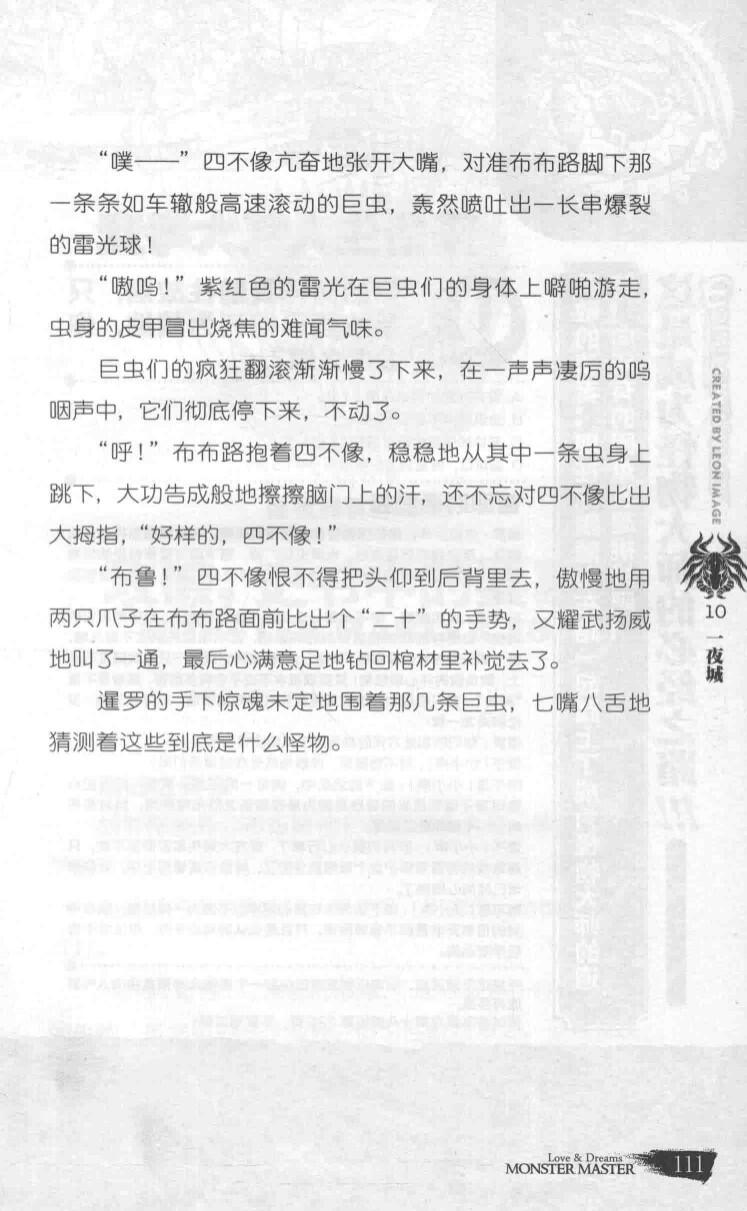 “噗——”四不像亢奋地张开大嘴，对准布布路脚下那
一条条如车辙般高速滚动的巨虫，轰然喷吐出一长串爆裂
的雷光球！
“嗷呜！”紫红色的雷光在巨虫们的身体上噼啪游走，
虫身的皮甲冒出烧焦的难闻气味。
巨虫们的疯狂翻滚渐渐慢了下来，在一声声凄厉的呜
咽声中，它们彻底停下来，不动了。
“呼！”布布路抱着四不像，稳稳地从其中一条虫身上
跳下，大功告成般地擦擦脑门上的汗，还不忘对四不像比出
大拇指，“好样的，四不像！”
“布鲁！”四不像恨不得把头仰到后背里去，傲慢地用
两只爪子在布布路面前比出个“二十”的手势，又耀武扬威
地叫了一通，最后心满意足地钻回棺材里补觉去了。
暹罗的手下惊魂未定地围着那几条巨虫，七嘴八舌地
猜测着这些到底是什么怪物。
CREATED BY LEON IMAGE
10
一夜城
Love & Dreams
MONSTER MASTER
111